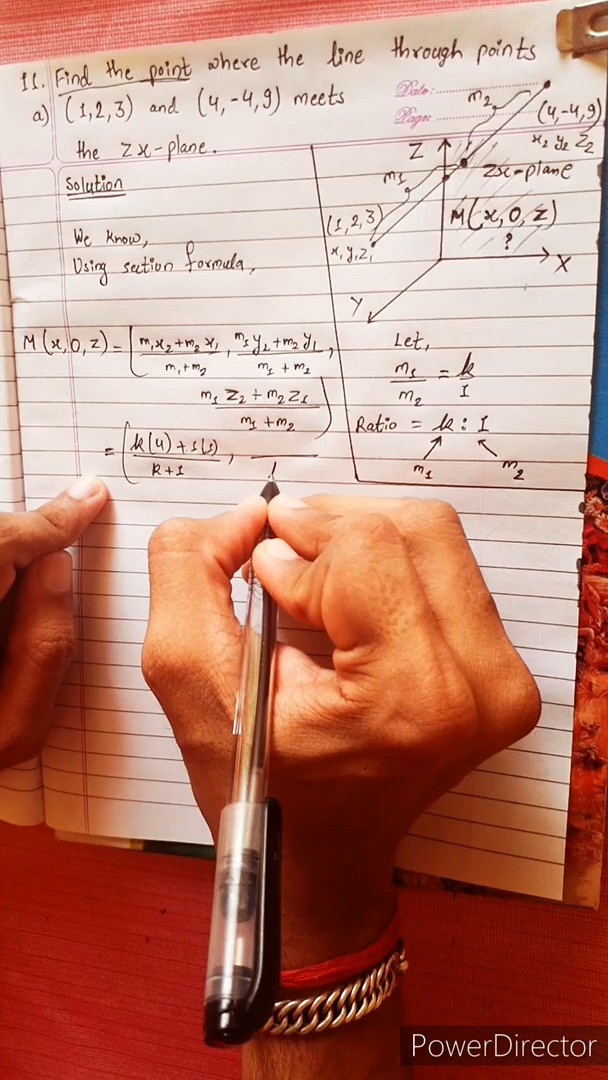 11. Find the point where the line through points
a) (1,2,3) and (4,-4,9) meets
the zx-plane.
Date:
Page:
Solution
We know,
Using section formula,
m2
(4,-4,9)
x2 y2 z2
Z
zx-plane
m1
(1,2,3)
x, y, z1
M(x,0,z)
?
X
Y
M(x,0,z) = (m1x2+m2x1/m1+m2, m1y2+m2y1/m1+m2,
m1z2+m2z1/m1+m2)
= (k(4)+1(1)/k+1,
Let,
m1/m2 = k/1
Ratio = k : 1
m1 m2
PowerDirector